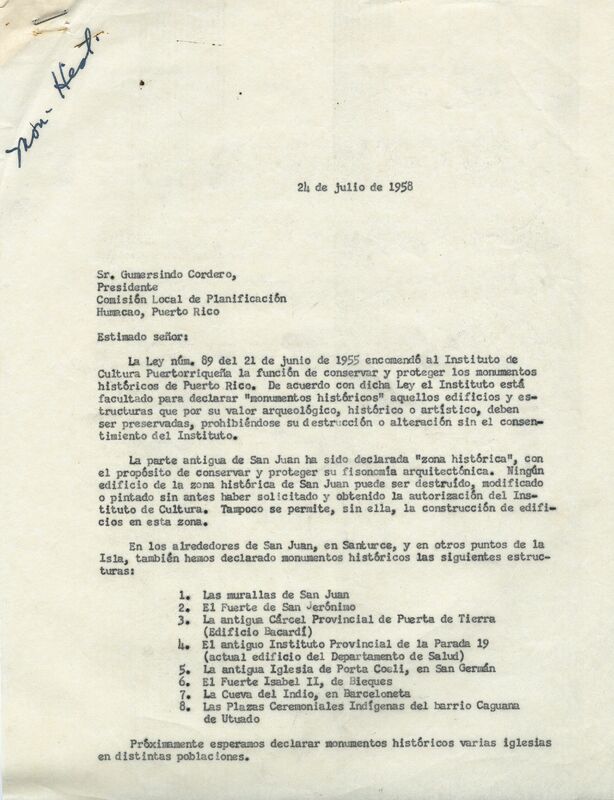 Mon. Hist.
24 de julio de 1958
Sr. Gumersindo Cordero,
Presidente
Comisión Local de Planificación
Humacao, Puerto Rico
Estimado señor:
La Ley núm. 89 del 21 de junio de 1955 encomendó al Instituto de
Cultura Puertorriqueña la función de conservar y proteger los monumentos
históricos de Puerto Rico. De acuerdo con dicha Ley el Instituto está
facultado para declarar "monumentos históricos" aquellos edificios y es-
tructuras que por su valor arqueológico, histórico o artístico, deben
ser preservadas, prohibiéndose su destrucción o alteración sin el consen-
timiento del Instituto.
La parte antigua de San Juan ha sido declarada "zona histórica", con
el propósito de conservar y proteger su fisonomía arquitectónica. Ningún
edificio de la zona histórica de San Juan puede ser destruído, modificado
o pintado sin antes haber solicitado y obtenido la autorización del Ins-
tituto de Cultura. Tampoco se permite, sin ella, la construcción de edifi-
cios en esta zona.
En los alrededores de San Juan, en Santurce, y en otros puntos de la
Isla, también hemos declarado monumentos históricos las siguientes estruc-
turas:
1. Las murallas de San Juan
2. El Fuerte de San Jerónimo
3. La antigua Cárcel Provincial de Puerta de Tierra
(Edificio Bacardí)
4. El antiguo Instituto Provincial de la Parada 19
(actual edificio del Departamento de Salud)
5. La antigua Iglesia de Porta Coeli, en San Germán
6. El Fuerte Isabel II, de Bieques
7. La Cueva del Indio, en Barceloneta
8. Las Plazas Ceremoniales Indígenas del barrio Caguana
de Utuado
Próximamente esperamos declarar monumentos históricos varias iglesias
en distintas poblaciones.